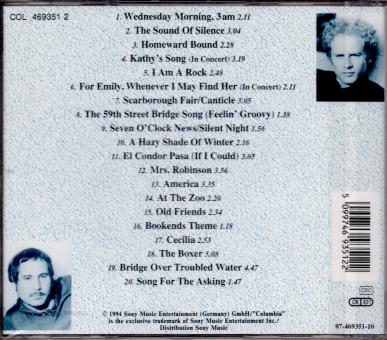 COL 469351 2
1. Wednesday Morning, 3am 2.11
2. The Sound Of Silence 3.04
3. Homeward Bound 2.28
4. Kathy's Song (In Concert) 3.19
5. I Am A Rock 2.48
6. For Emily, Whenever I May Find Her (In Concert) 2.11
7. Scarborough Fair/Canticle 3.05
8. The 59th Street Bridge Song (Feelin' Groovy) 1.38
9. Seven O'Clock News/Silent Night 1.56
10. A Hazy Shade Of Winter 2.16
11. El Condor Pasa (If I Could) 3.05
12. Mrs. Robinson 3.56
13. America 3.35
14. At The Zoo 2.20
15. Old Friends 2.34
16. Bookends Theme 1.18
17. Cecilia 2.53
18. The Boxer 5.08
19. Bridge Over Troubled Water 4.47
20. Song For The Asking 1.47
5 099746 935122
CDC
© 1994 Sony Music Entertainment (Germany) GmbH/"Columbia"
is the exclusive trademark of Sony Music Entertainment Inc./
Distribution Sony Music
07-469351-10